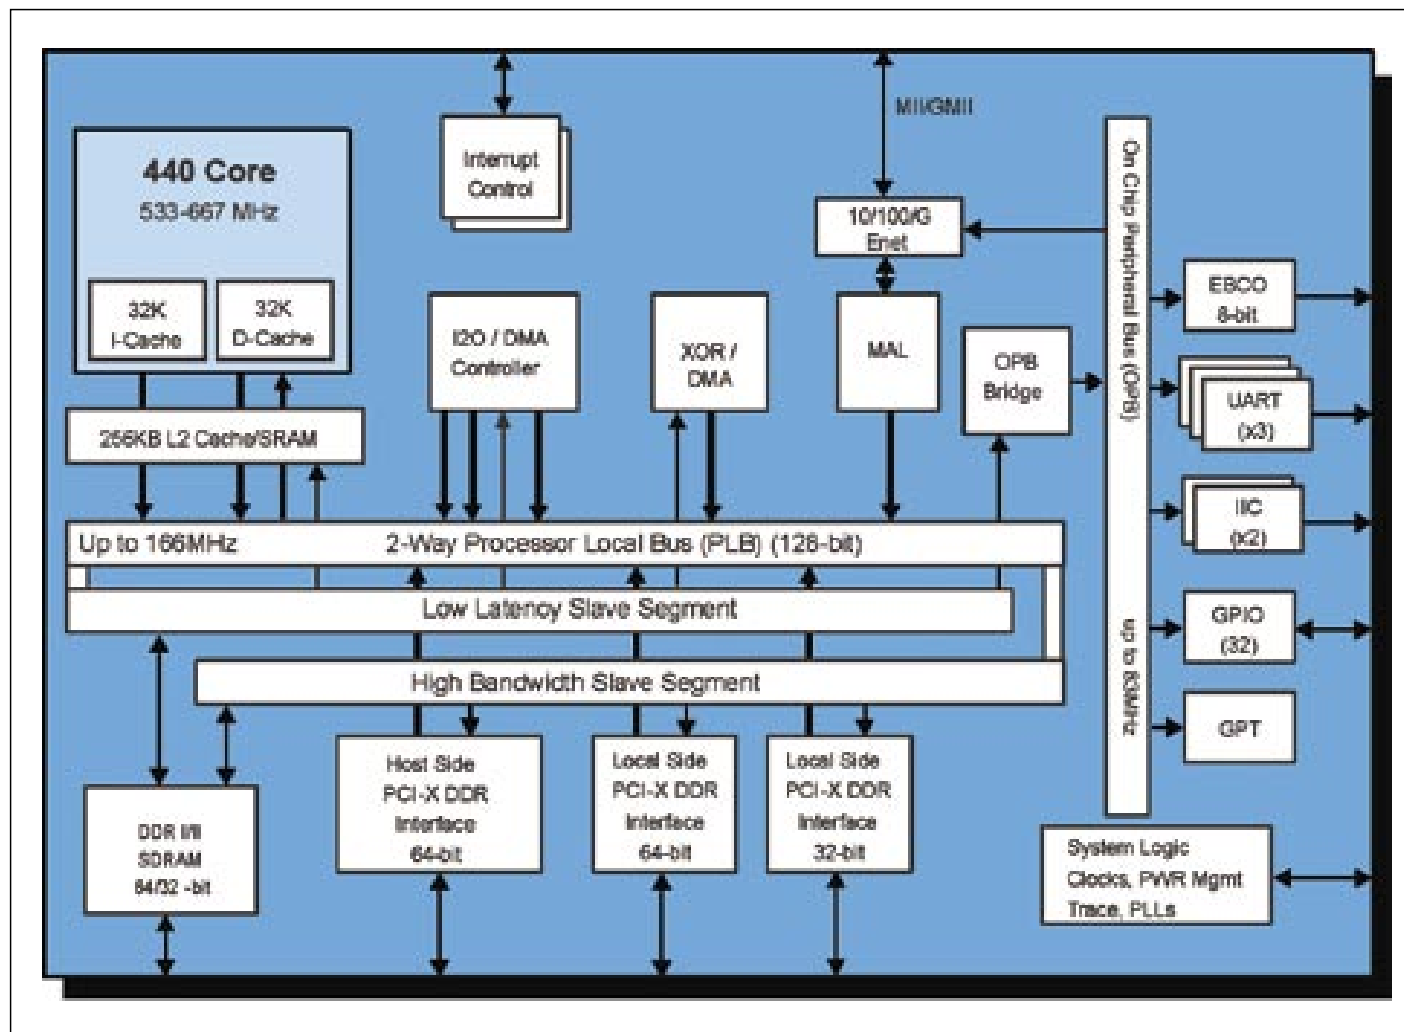 MII/GMII
440 Core
533-667 MHz
32K
I-Cache
32K
D-Cache
256KB L2 Cache/SRAM
Interrupt
Control
10/100/G
Enet
I2O / DMA
Controller
XOR /
DMA
MAL
OPB
Bridge
On Chip Peripheral Bus (OPB)
up to 83MHz
EBCO
8-bit
UART
(x3)
IIC
(x2)
GPIO
(32)
GPT
Up to 166MHz
2-Way Processor Local Bus (PLB) (128-bit)
Low Latency Slave Segment
High Bandwidth Slave Segment
DDR I/II
SDRAM
64/32 -bit
Host Side
PCI-X DDR
Interface
64-bit
Local Side
PCI-X DDR
Interface
64-bit
Local Side
PCI-X DDR
Interface
32-bit
System Logic
Clocks, PWR Mgmt
Trace, PLLs